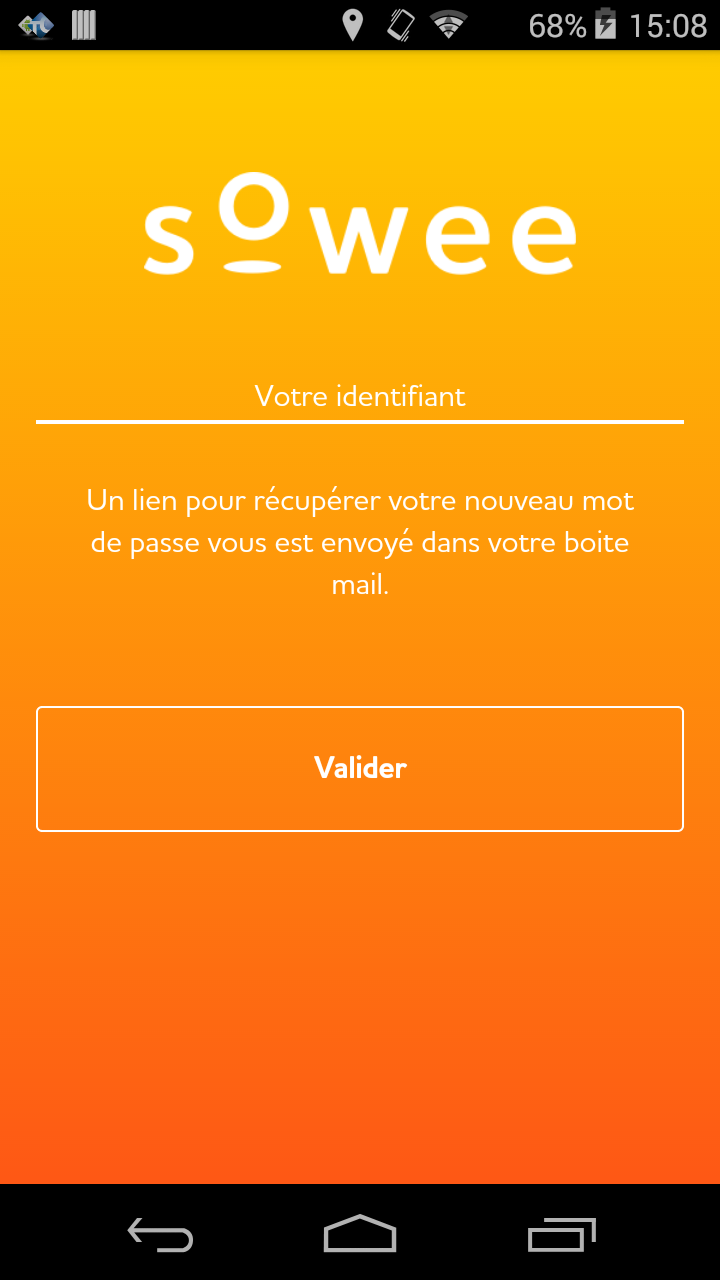 68% 15:08
sowee
Votre identifiant
Un lien pour récupérer votre nouveau mot
de passe vous est envoyé dans votre boite
mail.
Valider